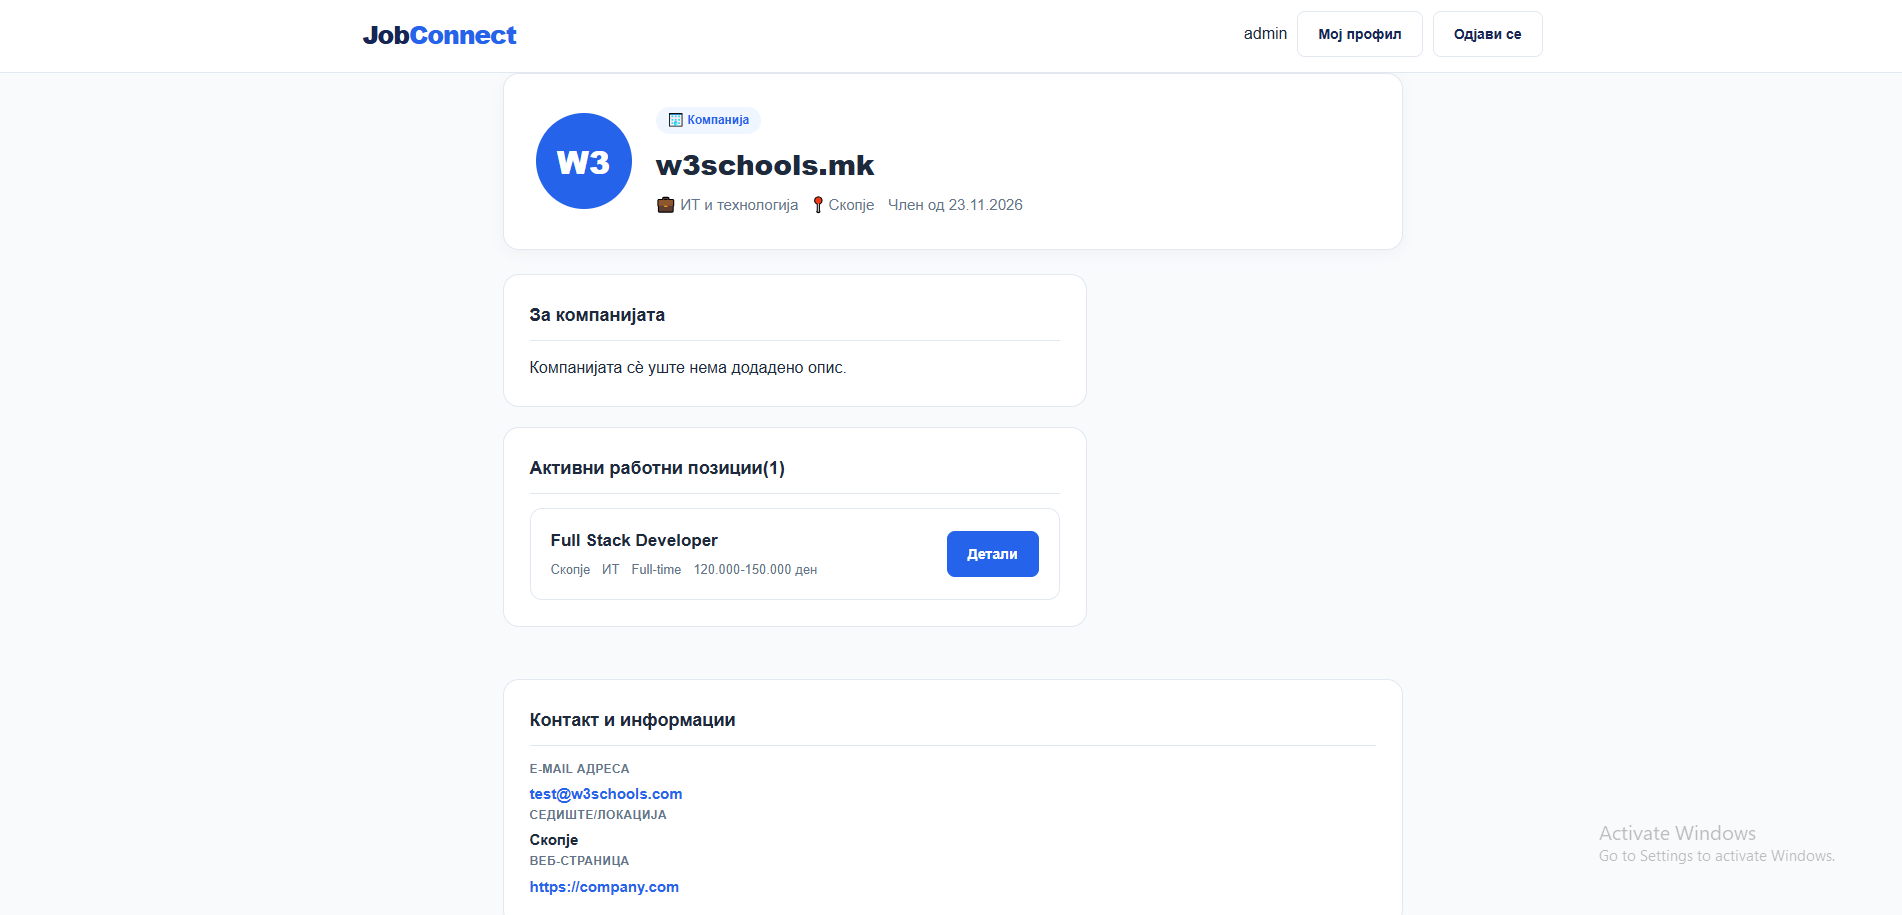 JobConnect
admin
Мој профил
Одјави се
W3
Компанија
w3schools.mk
ИТ и технологија Скопје Член од 23.11.2026
За компанијата
Компанијата сѐ уште нема додадено опис.
Активни работни позиции(1)
Full Stack Developer
Скопје ИТ Full-time 120.000-150.000 ден
Детали
Контакт и информации
E-MAIL АДРЕСА
test@w3schools.com
СЕДИШТЕ/ЛОКАЦИЈА
Скопје
ВЕБ-СТРАНИЦА
https://company.com
Activate Windows
Go to Settings to activate Windows.